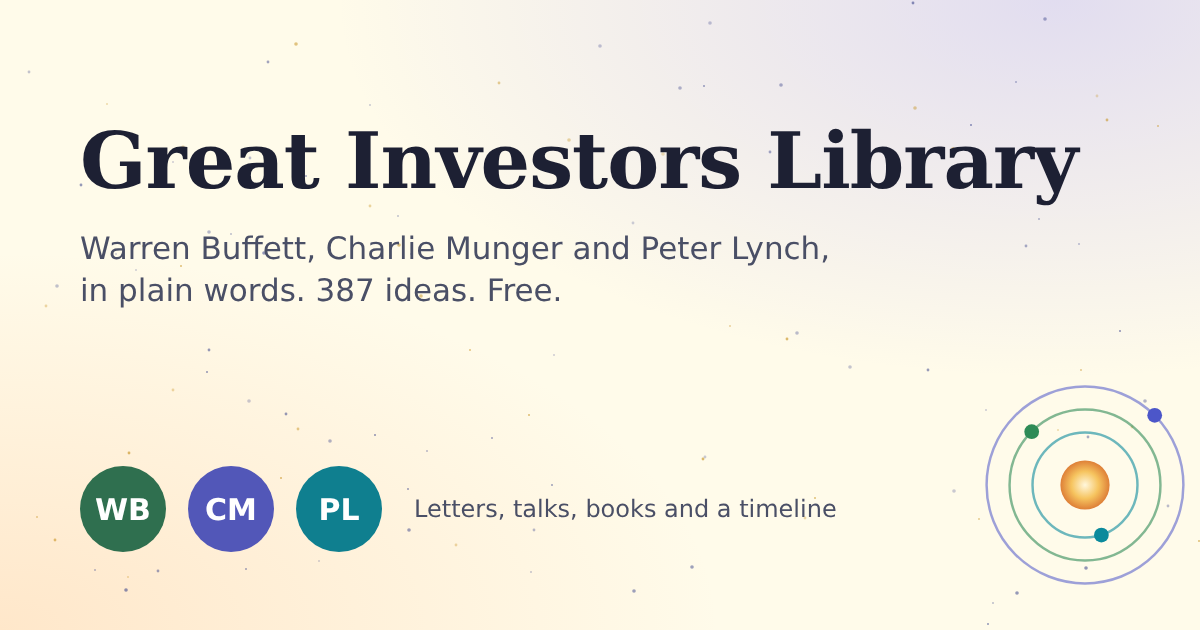 Great Investors Library
Warren Buffett, Charlie Munger and Peter Lynch,
in plain words. 387 ideas. Free.
WB CM PL Letters, talks, books and a timeline